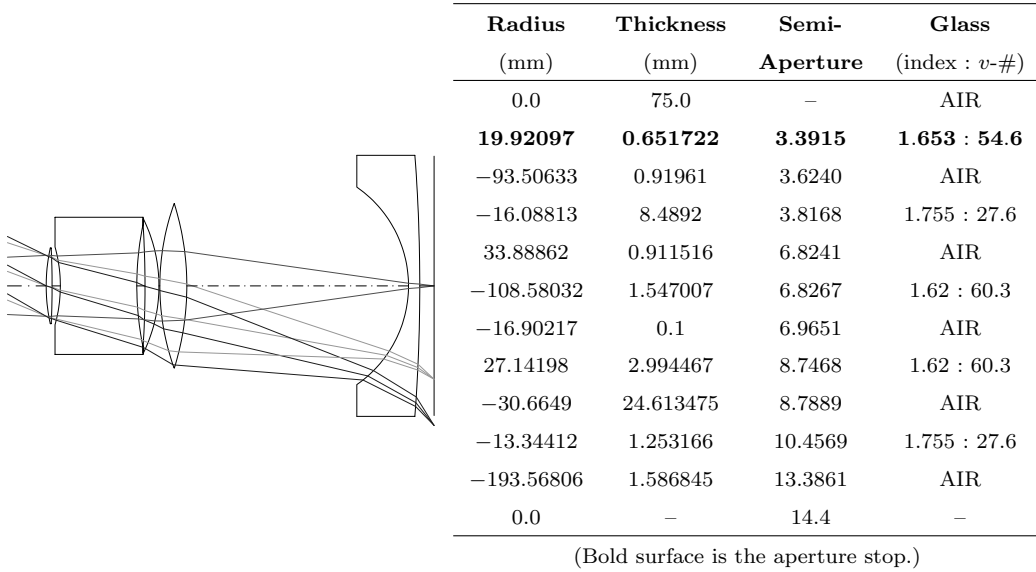 Radius Thickness Semi- Glass
(mm) (mm) Aperture (index : v-#)
0.0 75.0 – AIR
19.92097 0.651722 3.3915 1.653 : 54.6
−93.50633 0.91961 3.6240 AIR
−16.08813 8.4892 3.8168 1.755 : 27.6
33.88862 0.911516 6.8241 AIR
−108.58032 1.547007 6.8267 1.62 : 60.3
−16.90217 0.1 6.9651 AIR
27.14198 2.994467 8.7468 1.62 : 60.3
−30.6649 24.613475 8.7889 AIR
−13.34412 1.253166 10.4569 1.755 : 27.6
−193.56806 1.586845 13.3861 AIR
0.0 – 14.4 –
(Bold surface is the aperture stop.)